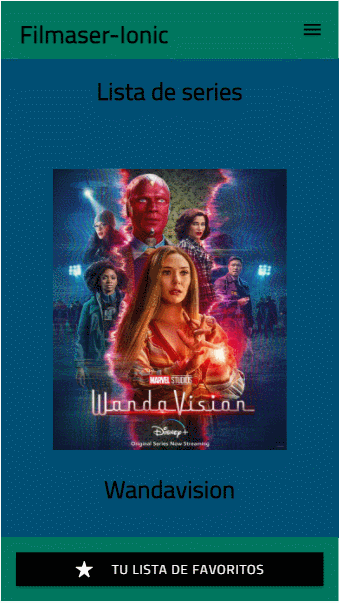 Filmaser-Ionic
Lista de series
MARVEL STUDIOS
WandaVision
Disney+
Original Series Now Streaming
Wandavision
TU LISTA DE FAVORITOS